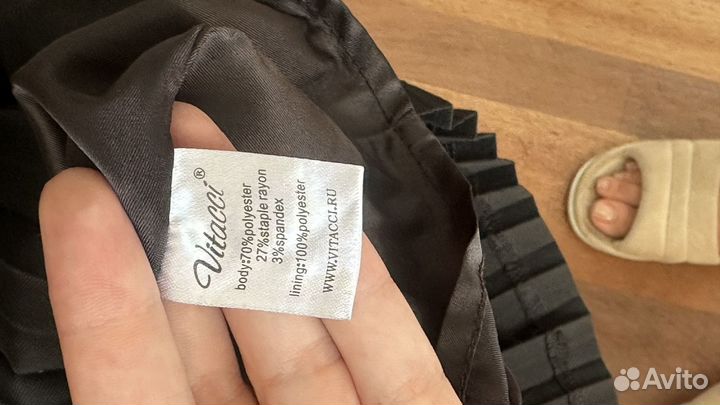 Vitacci®
body:70%polyester
27%staple rayon
3%spandex
lining:100%polyester
WWW.VITACCI.RU
Avito